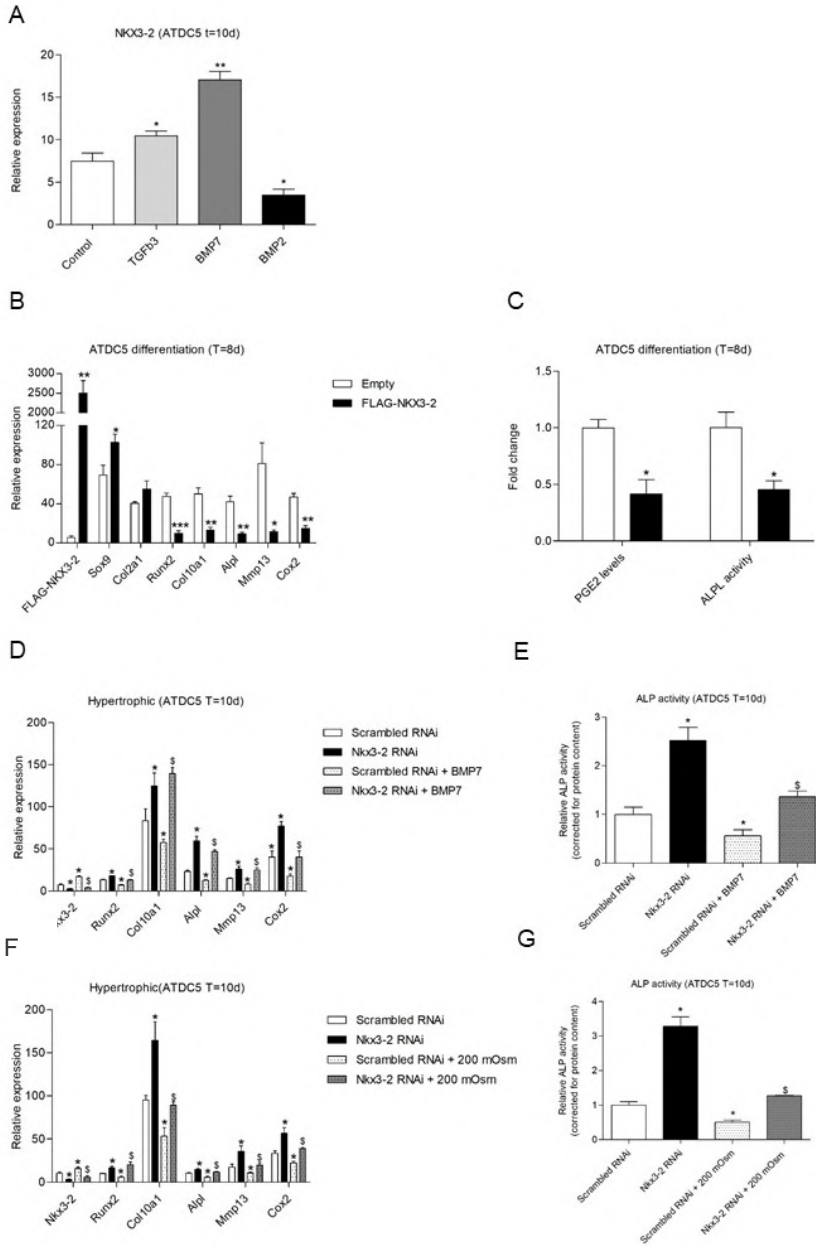 A
NKX3-2 (ATDC5 t=10d)
Relative expression
20
15
10
5
0
*
**
*
Control
TGFb3
BMP7
BMP2
B
ATDC5 differentiation (T=8d)
Relative expression
3000
2500
2000
120
80
40
0
**
*
***
**
**
*
**
FLAG-NKX3-2
Sox9
Col2a1
Runx2
Col10a1
Alpl
Mmp13
Cox2
Empty
FLAG-NKX3-2
C
ATDC5 differentiation (T=8d)
Fold change
1.5
1.0
0.5
0.0
*
*
PGE2 levels
ALPL activity
D
Hypertrophic (ATDC5 T=10d)
Relative expression
200
150
100
50
0
* * $
* * $
* * $
* * $
* * $
* * * $
kx3-2
Runx2
Col10a1
Alpl
Mmp13
Cox2
Scrambled RNAi
Nkx3-2 RNAi
Scrambled RNAi + BMP7
Nkx3-2 RNAi + BMP7
E
ALP activity (ATDC5 T=10d)
Relative ALP activity
(corrected for protein content)
3
2
1
0
*
*
$
Scrambled RNAi
Nkx3-2 RNAi
Scrambled RNAi + BMP7
Nkx3-2 RNAi + BMP7
F
Hypertrophic(ATDC5 T=10d)
Relative expression
200
150
100
50
0
* * $
* * $
* * $
* * $
* * $
* * $
Nkx3-2
Runx2
Col10a1
Alpl
Mmp13
Cox2
Scrambled RNAi
Nkx3-2 RNAi
Scrambled RNAi + 200 mOsm
Nkx3-2 RNAi + 200 mOsm
G
ALP activity (ATDC5 T=10d)
Relative ALP activity
(corrected for protein content)
4
3
2
1
0
*
*
$
Scrambled RNAi
Nkx3-2 RNAi
Scrambled RNAi + 200 mOsm
Nkx3-2 RNAi + 200 mOsm